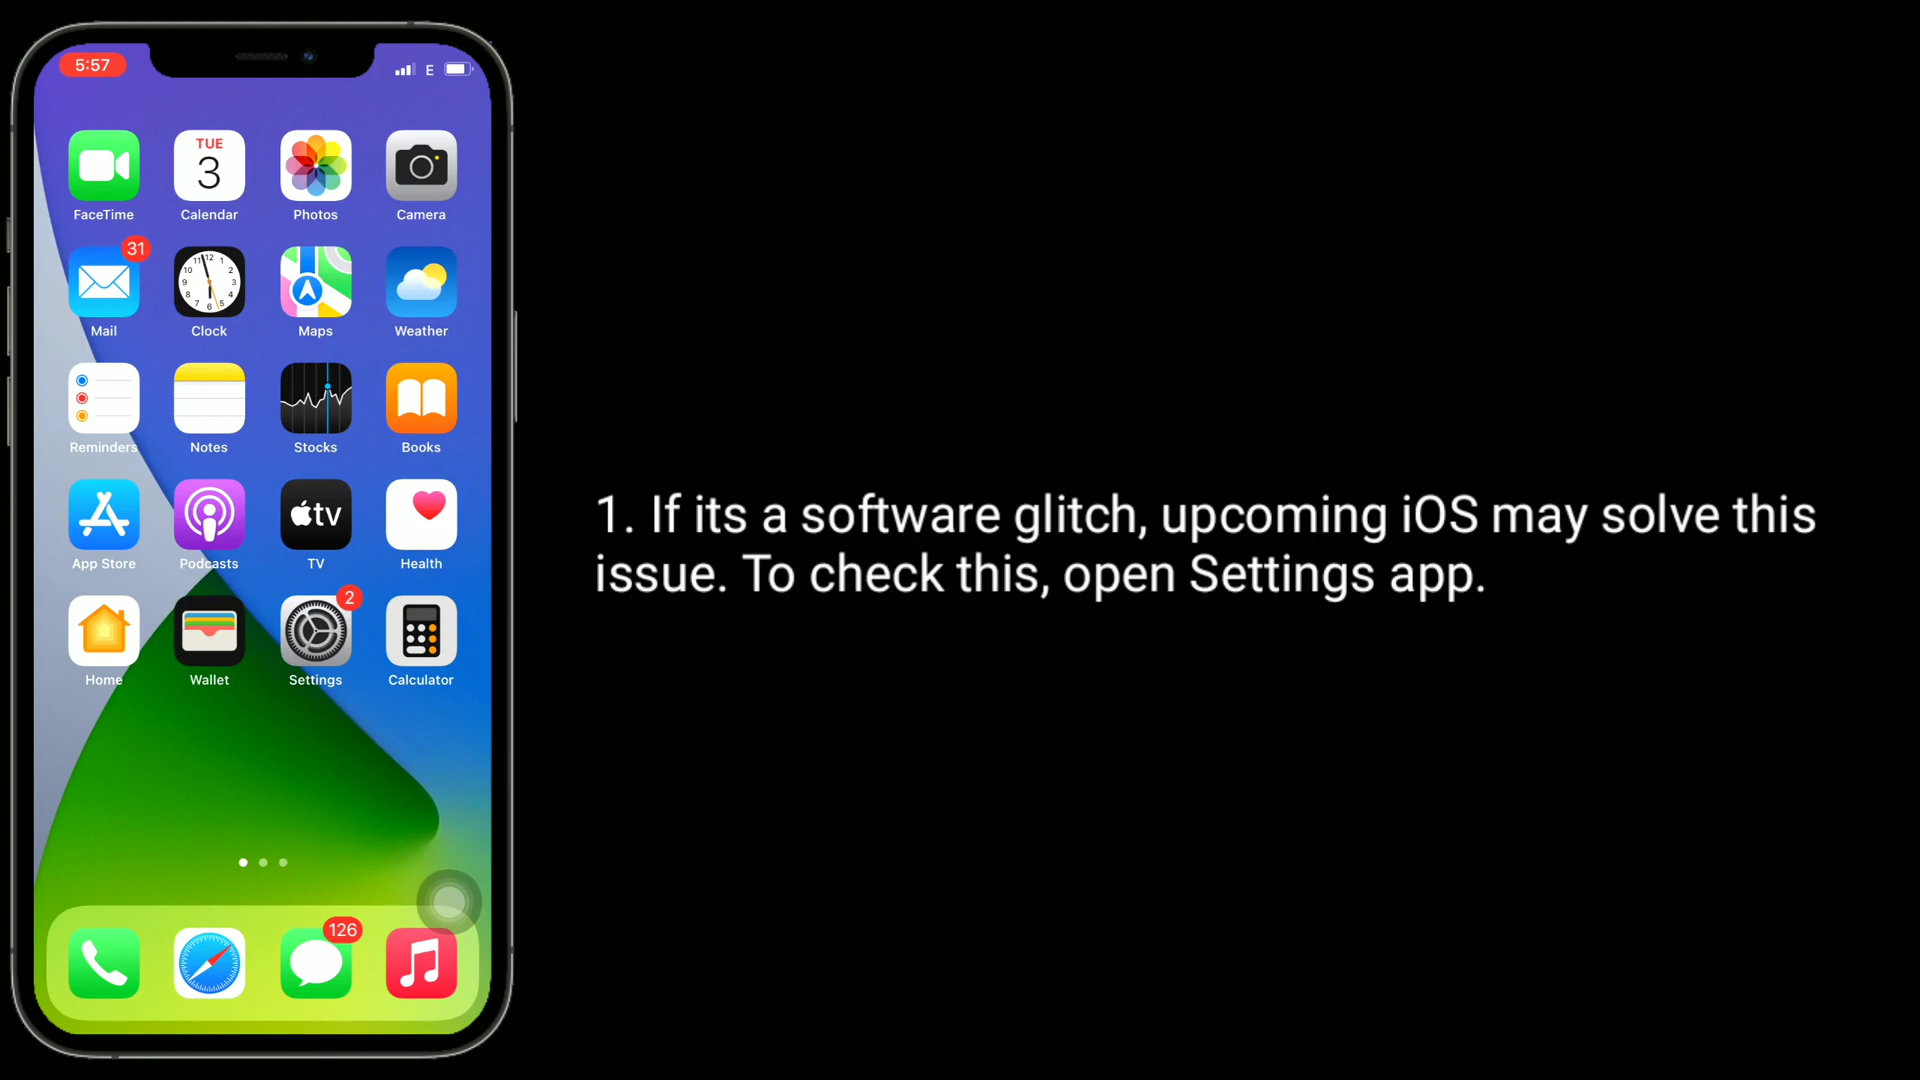 5:57
E
TUE
3
FaceTime
Calendar
Photos
Camera
31
Mail
Clock
Maps
Weather
Reminders
Notes
Stocks
Books
tv
App Store
Podcasts
TV
Health
2
Home
Wallet
Settings
Calculator
126
1. If its a software glitch, upcoming iOS may solve this
issue. To check this, open Settings app.